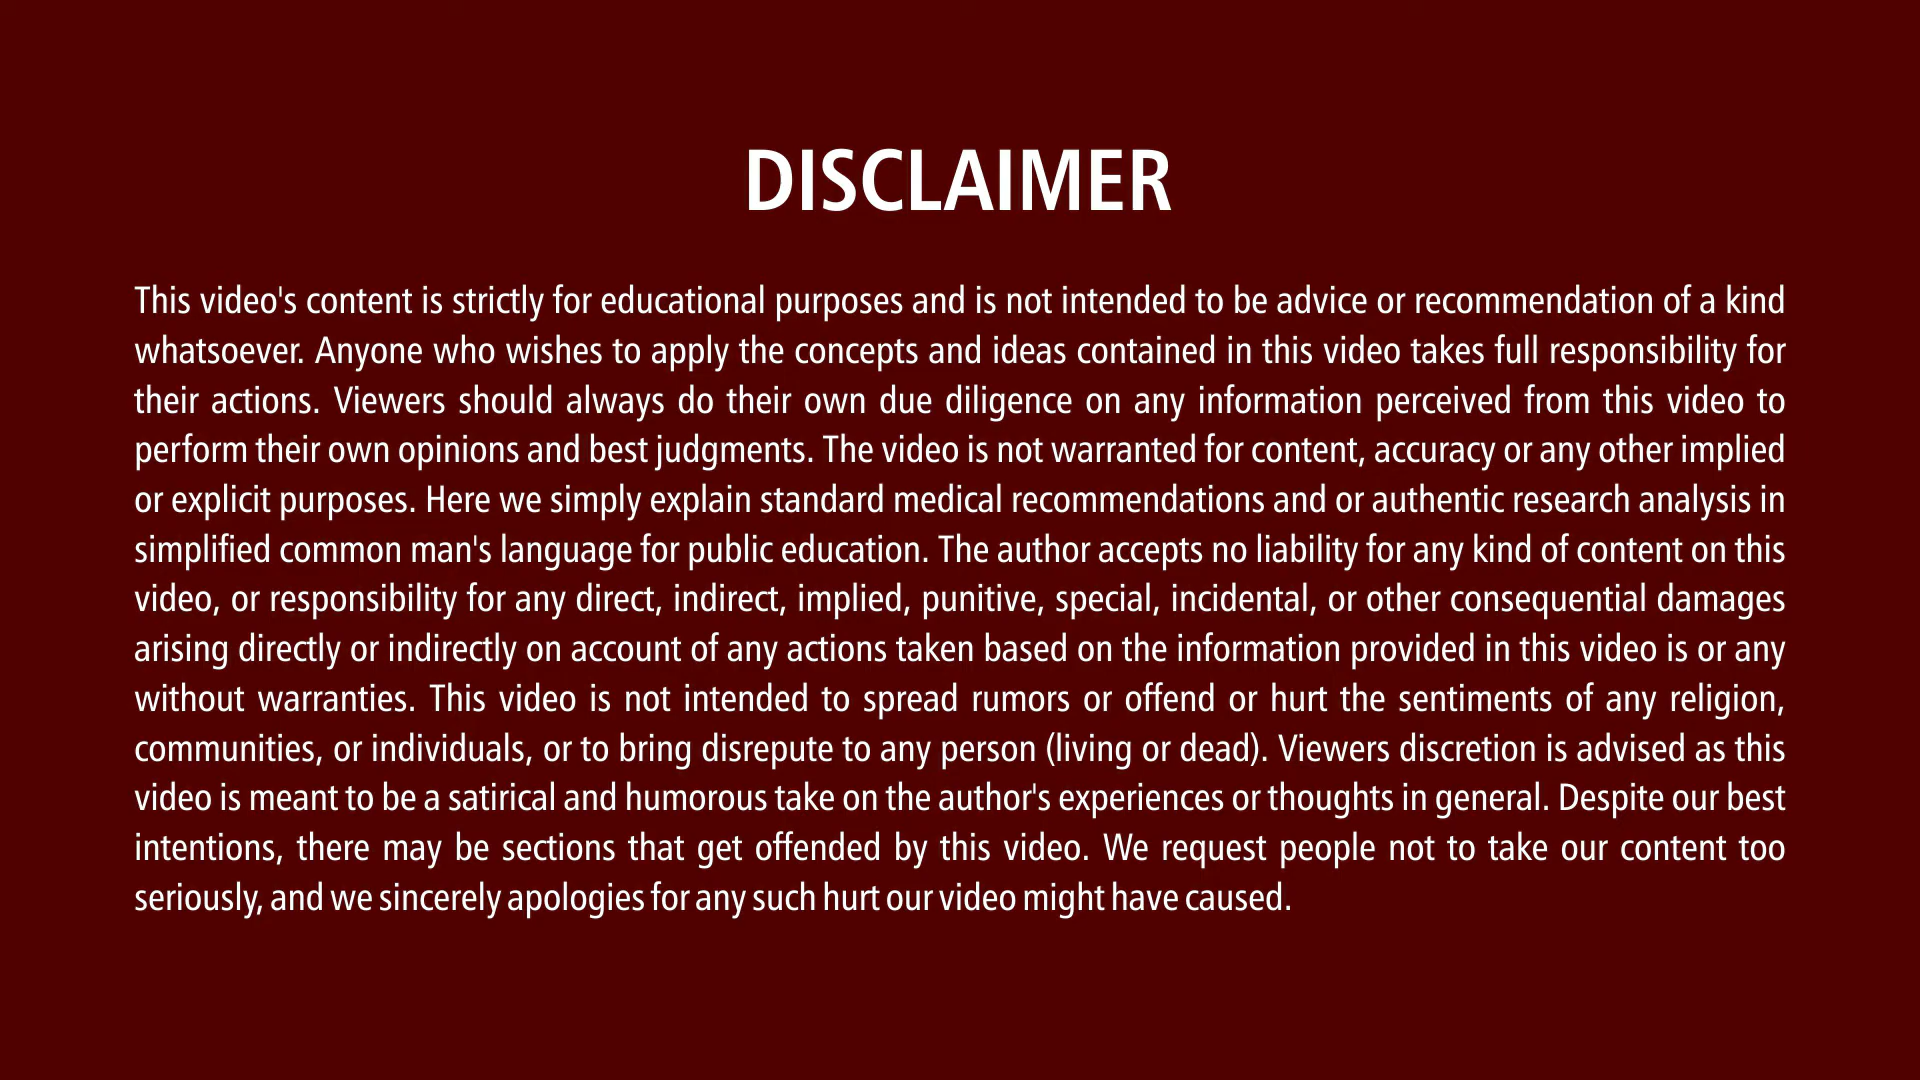 DISCLAIMER
This video's content is strictly for educational purposes and is not intended to be advice or recommendation of a kind
whatsoever. Anyone who wishes to apply the concepts and ideas contained in this video takes full responsibility for
their actions. Viewers should always do their own due diligence on any information perceived from this video to
perform their own opinions and best judgments. The video is not warranted for content, accuracy or any other implied
or explicit purposes. Here we simply explain standard medical recommendations and or authentic research analysis in
simplified common man's language for public education. The author accepts no liability for any kind of content on this
video, or responsibility for any direct, indirect, implied, punitive, special, incidental, or other consequential damages
arising directly or indirectly on account of any actions taken based on the information provided in this video is or any
without warranties. This video is not intended to spread rumors or offend or hurt the sentiments of any religion,
communities, or individuals, or to bring disrepute to any person (living or dead). Viewers discretion is advised as this
video is meant to be a satirical and humorous take on the author's experiences or thoughts in general. Despite our best
intentions, there may be sections that get offended by this video. We request people not to take our content too
seriously, and we sincerely apologies for any such hurt our video might have caused.